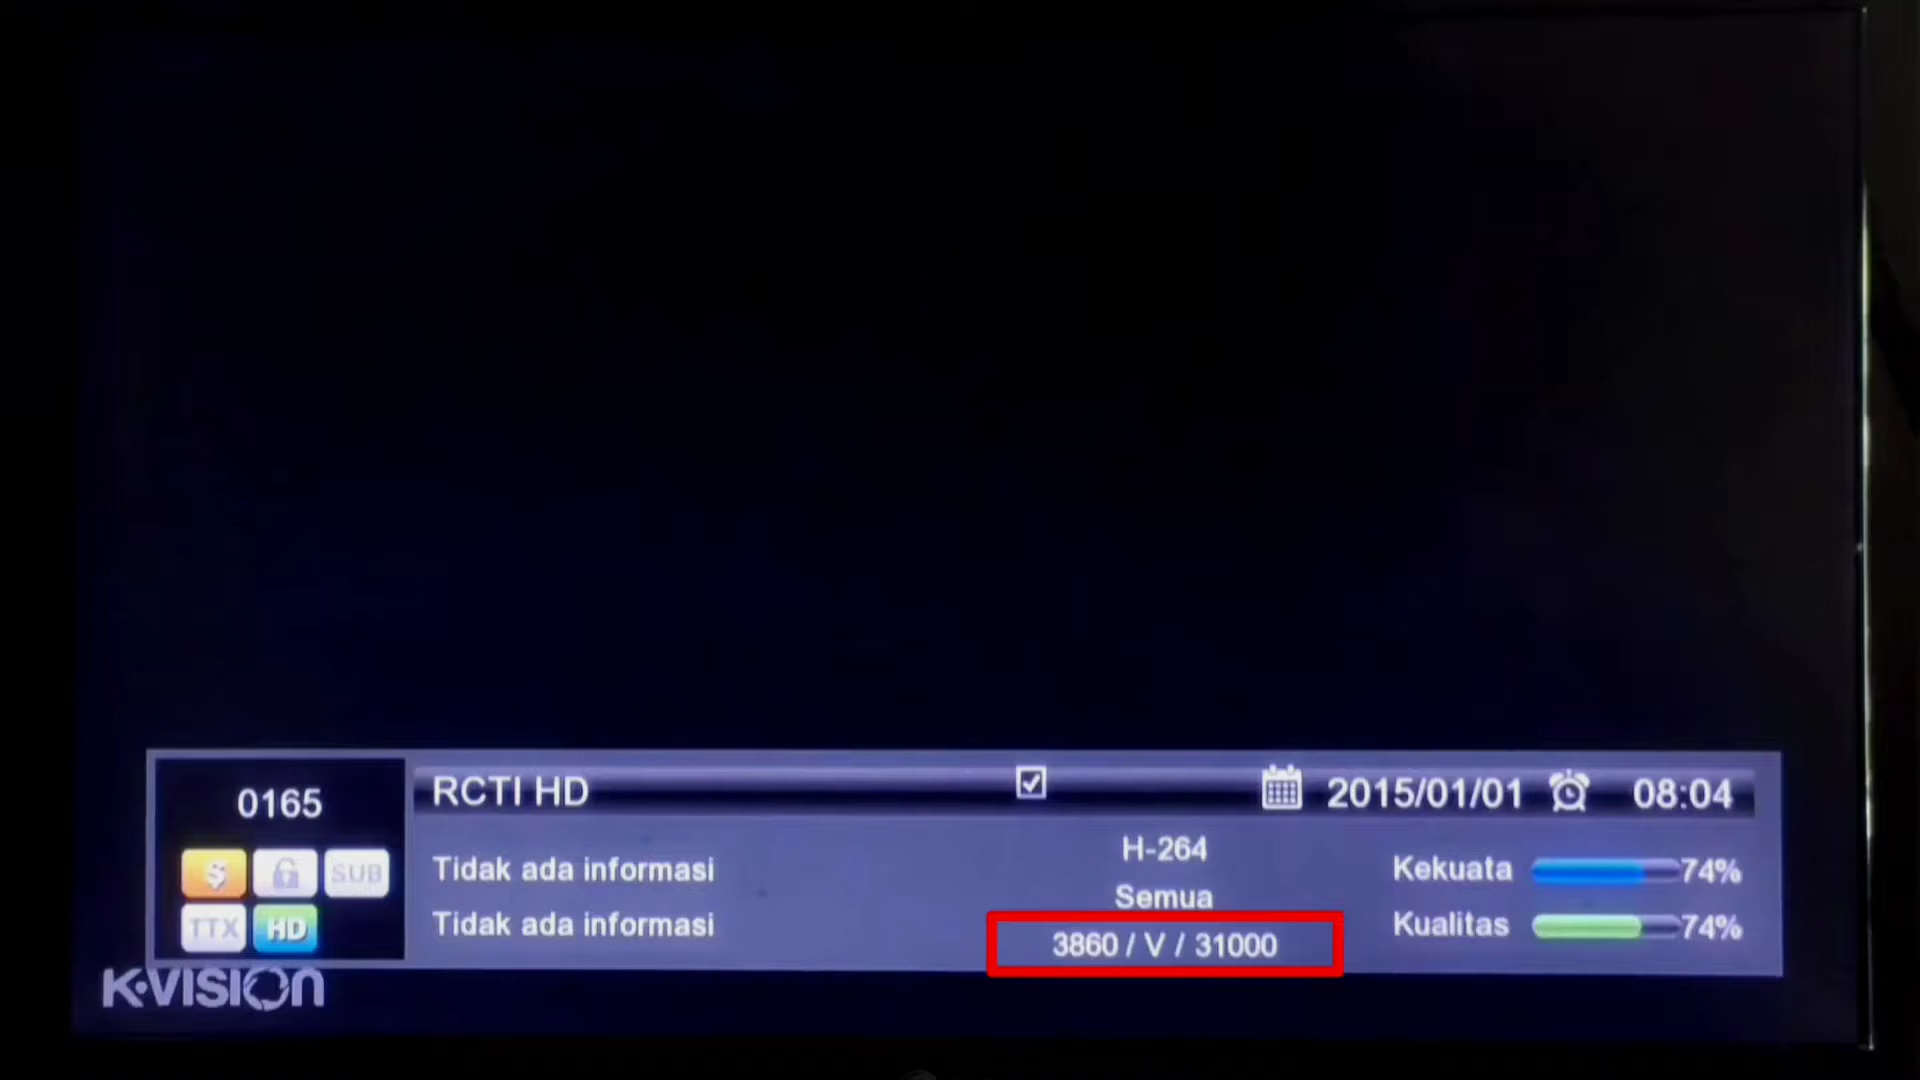 0165
$
SUB
TTX
HD
K-VISION
RCTI HD
2015/01/01
08:04
Tidak ada informasi
Tidak ada informasi
H-264
Semua
3860 / V / 31000
Kekuata 74%
Kualitas 74%